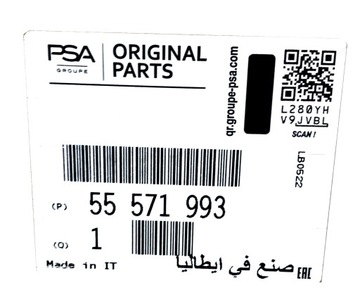 PSA
GROUPE
ORIGINAL
PARTS
qr.groupe-psa.com
L280YH
V9JVBL
SCAN!
LB0522
(P) 55 571 993
(Q) 1
Made in IT
صنع في ايطاليا
EAC